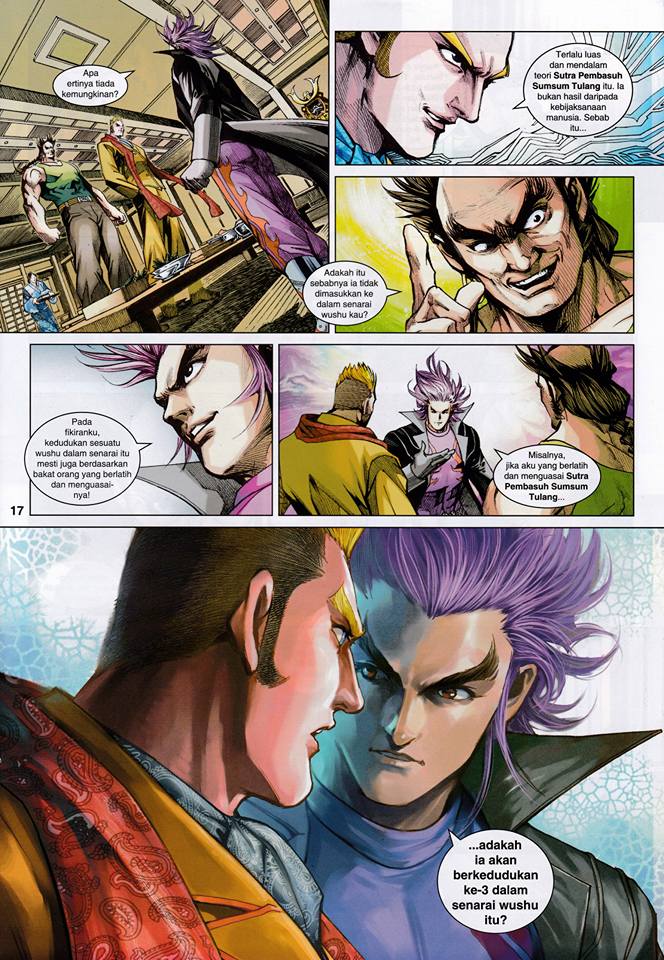 Apa
ertinya tiada
kemungkinan?
Terlalu luas
dan mendalam
teori Sutra Pembasuh
Sumsum Tulang itu. Ia
bukan hasil daripada
kebijaksanaan
manusia. Sebab
itu...
Adakah itu
sebabnya ia tidak
dimasukkan ke
dalam senarai
wushu kau?
Pada
fikiranku,
kedudukan sesuatu
wushu dalam senarai itu
mesti juga berdasarkan
bakat orang yang berlatih
dan menguasai-
nya!
Misalnya,
jika aku yang berlatih
dan menguasai Sutra
Pembasuh Sumsum
Tulang...
17
...adakah
ia akan
berkedudukan
ke-3 dalam
senarai wushu
itu?